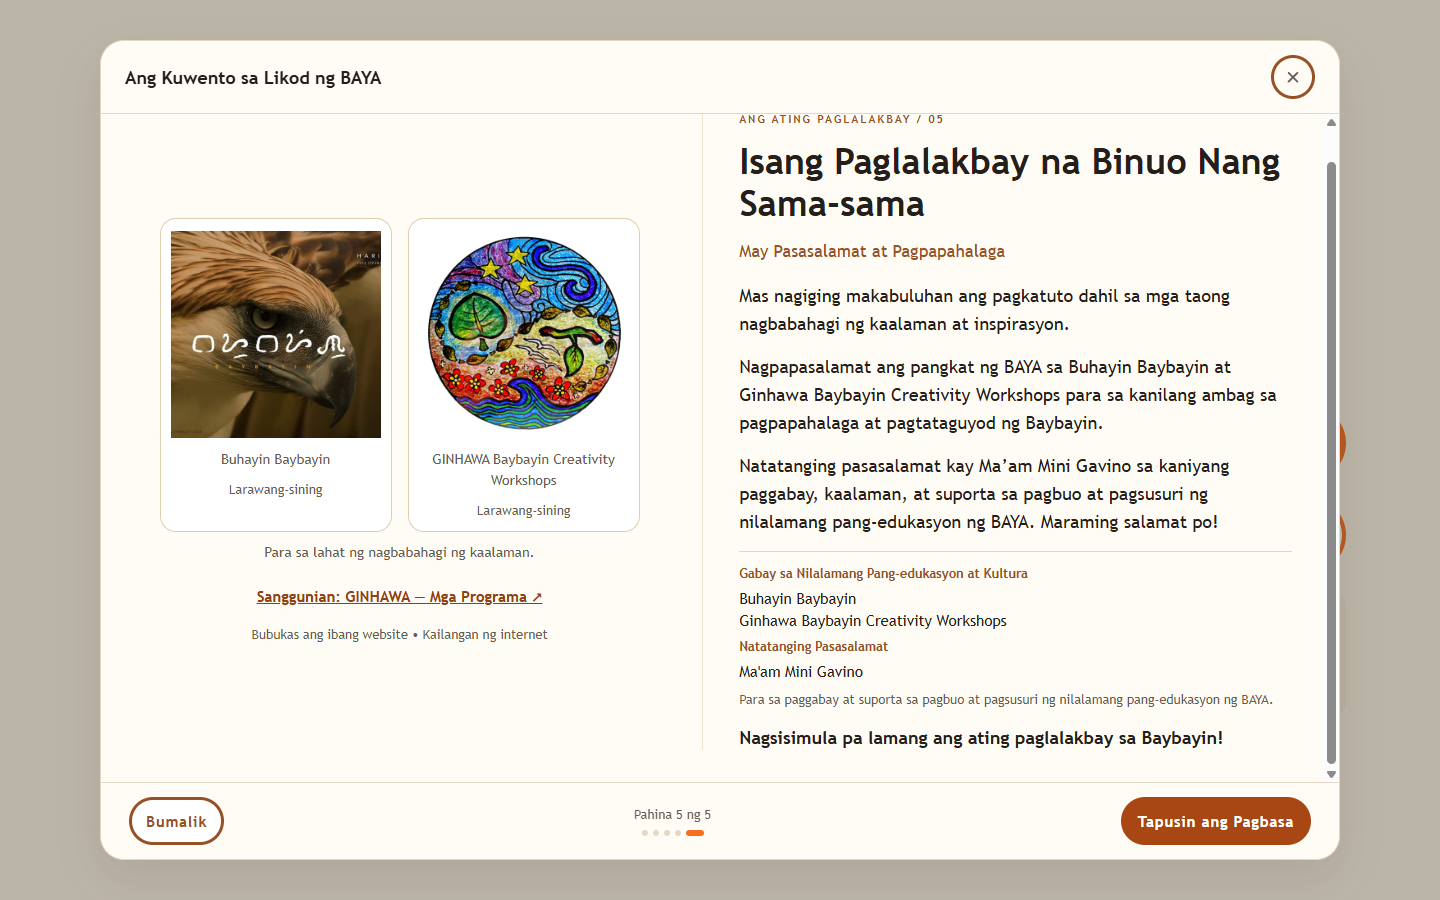 Ang Kuwento sa Likod ng BAYA
HARI
BAYBAYIN
Buhayin Baybayin
Larawang-sining
GINHAWA Baybayin Creativity
Workshops
Larawang-sining
Para sa lahat ng nagbabahagi ng kaalaman.
Sanggunian: GINHAWA — Mga Programa ↗
Bubukas ang ibang website • Kailangan ng internet
ANG ATING PAGLALAKBAY / 05
Isang Paglalakbay na Binuo Nang
Sama-sama
May Pasasalamat at Pagpapahalaga
Mas nagiging makabuluhan ang pagkatuto dahil sa mga taong
nagbabahagi ng kaalaman at inspirasyon.
Nagpapasalamat ang pangkat ng BAYA sa Buhayin Baybayin at
Ginhawa Baybayin Creativity Workshops para sa kanilang ambag sa
pagpapahalaga at pagtataguyod ng Baybayin.
Natatanging pasasalamat kay Ma’am Mini Gavino sa kaniyang
paggabay, kaalaman, at suporta sa pagbuo at pagsusuri ng
nilalamang pang-edukasyon ng BAYA. Maraming salamat po!
Gabay sa Nilalamang Pang-edukasyon at Kultura
Buhayin Baybayin
Ginhawa Baybayin Creativity Workshops
Natatanging Pasasalamat
Ma'am Mini Gavino
Para sa paggabay at suporta sa pagbuo at pagsusuri ng nilalamang pang-edukasyon ng BAYA.
Nagsisimula pa lamang ang ating paglalakbay sa Baybayin!
Bumalik
Pahina 5 ng 5
Tapusin ang Pagbasa